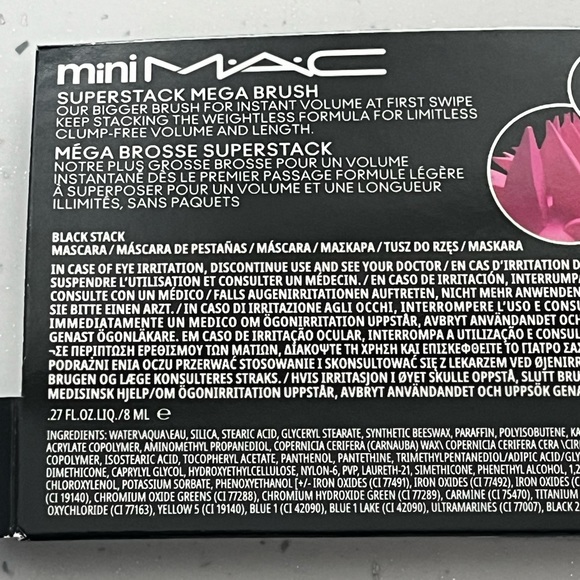 mini M·A·C
SUPERSTACK MEGA BRUSH
OUR BIGGER BRUSH FOR INSTANT VOLUME AT FIRST SWIPE
KEEP STACKING THE WEIGHTLESS FORMULA FOR LIMITLESS
CLUMP-FREE VOLUME AND LENGTH.
MÉGA BROSSE SUPERSTACK
NOTRE PLUS GROSSE BROSSE POUR UN VOLUME
INSTANTANÉ DÈS LE PREMIER PASSAGE FORMULE LÉGÈRE
À SUPERPOSER POUR UN VOLUME ET UNE LONGUEUR
ILLIMITÉS, SANS PAQUETS
BLACK STACK
MASCARA / MÁSCARA DE PESTAÑAS / MÁSCARA / ΜΑΣΚΑΡΑ / TUSZ DO RZĘS / MASKARA
IN CASE OF EYE IRRITATION, DISCONTINUE USE AND SEE YOUR DOCTOR / EN CAS D'IRRITATION
SUSPENDRE L'UTILISATION ET CONSULTER UN MÉDECIN. / EN CASO DE IRRITACIÓN,
CONSULTE CON UN MÉDICO / FALLS AUGENIRRITATIONEN AUFTRETEN, NICHT MEHR ANWENDEN
SIE BITTE EINEN ARZT. / IN CASO DI IRRITAZIONE AGLI OCCHI, INTERROMPERE L'USO E
IMMEDIATAMENTE UN MEDICO OM ÖGONIRRITATION UPPSTÅR, AVBRYT ANVÄNDANDET OCH
GENAST ÖGONLÄKARE. EM CASO DE IRRITAÇÃO OCULAR, INTERROMPA A UTILIZAÇÃO E
¬ΣΕ ΠΕΡΙΠΤΩΣΗ ΕΡΕΘΙΣΜΟΥ ΤΩΝ ΜΑΤΙΩΝ, ΔΙΑΚΟΨΤΕ ΤΗ ΧΡΗΣΗ ΚΑΙ ΕΠΙΣΚΕΦΘΕΙΤΕ ΤΟ ΓΙΑΤΡΟ ΣΑΣ
PODRAŻNI ENIA OCZU PRZERWAĆ STOSOWANIE I SKONSULTOWAĆ SIĘ Z LEKARZEM VED
BRUGEN OG LÆGE KONSULTERES STRAKS. / HVIS IRRITASJON I ØYET SKULLE OPPSTÅ, SLUTT
MEDISINSK HJELP/OM ÖGONIRRITATION UPPSTÅR, AVBRYT ANVÄNDANDET OCH UPPSÖK
.27 FL.OZ.LIQ./8 ML ℮
INGREDIENTS: WATER\AQUA\EAU, SILICA, STEARIC ACID, GLYCERYL STEARATE, SYNTHETIC BEESWAX, PARAFFIN, POLYISOBUTENE,
ACRYLATE COPOLYMER, AMINOMETHYL PROPANEDIOL, COPERNICIA CERIFERA (CARNAUBA) WAX\ COPERNICIA CERIFERA CERA
COPOLYMER, ISOSTEARIC ACID, TOCOPHERYL ACETATE, PANTHENOL, PANTETHINE, TRIMETHYLPENTANEDIOL/ADIPIC
DIMETHICONE, CAPRYLYL GLYCOL, HYDROXYETHYLCELLULOSE, NYLON-6, PVP, LAURETH-21, SIMETHICONE, PHENETHYL ALCOHOL,
CHLOROXYLENOL, POTASSIUM SORBATE, PHENOXYETHANOL [+/- IRON OXIDES (CI 77491), IRON OXIDES (CI 77492), IRON OXIDES
(CI 19140), CHROMIUM OXIDE GREENS (CI 77288), CHROMIUM HYDROXIDE GREEN (CI 77289), CARMINE (CI 75470), TITANIUM
OXYCHLORIDE (CI 77163), YELLOW 5 (CI 19140), BLUE 1 (CI 42090), BLUE 1 LAKE (CI 42090), ULTRAMARINES (CI 77007), BLACK 2